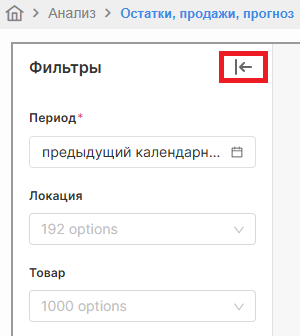 Анализ > Остатки, продажи, прогноз
Фильтры
Период*
предыдущий календарн...
Локация
192 options
Товар
1000 options